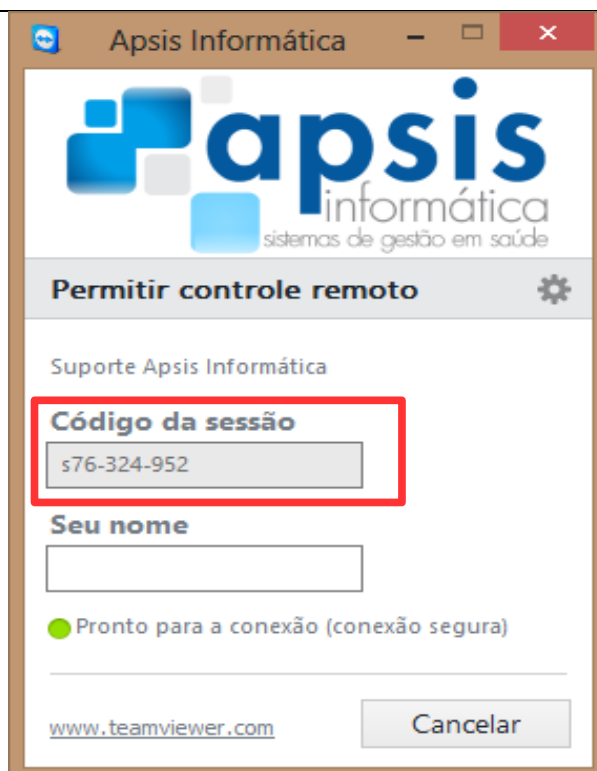 Apsis Informática
apsis
informática
sistemas de gestão em saúde
Permitir controle remoto
Suporte Apsis Informática
Código da sessão
s76-324-952
Seu nome
Pronto para a conexão (conexão segura)
www.teamviewer.com
Cancelar